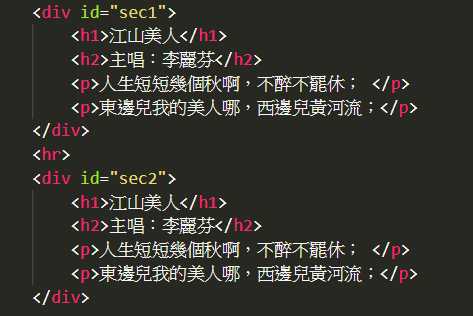 <div id="sec1">
<h1>江山美人</h1>
<h2>主唱：李麗芬</h2>
<p>人生短短幾個秋啊，不醉不罷休； </p>
<p>東邊兒我的美人哪，西邊兒黃河流；</p>
</div>
<hr>
<div id="sec2">
<h1>江山美人</h1>
<h2>主唱：李麗芬</h2>
<p>人生短短幾個秋啊，不醉不罷休； </p>
<p>東邊兒我的美人哪，西邊兒黃河流；</p>
</div>